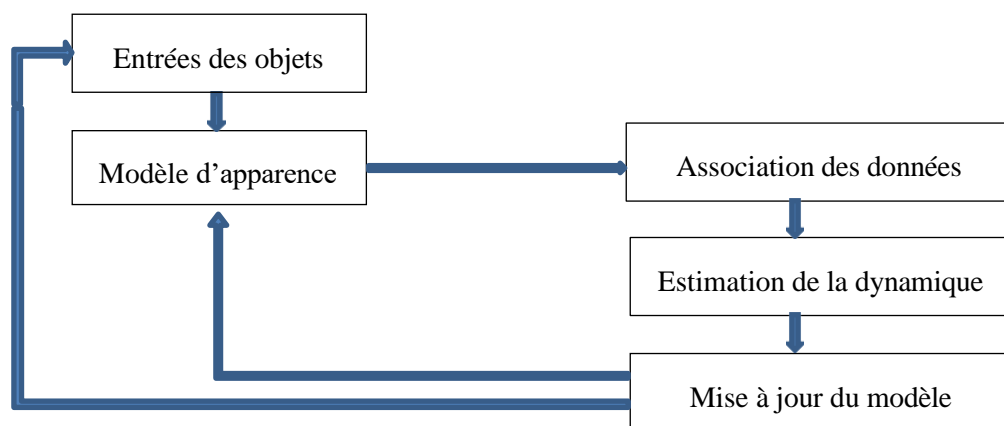 Entrées des objets
Modèle d’apparence
Association des données
Estimation de la dynamique
Mise à jour du modèle